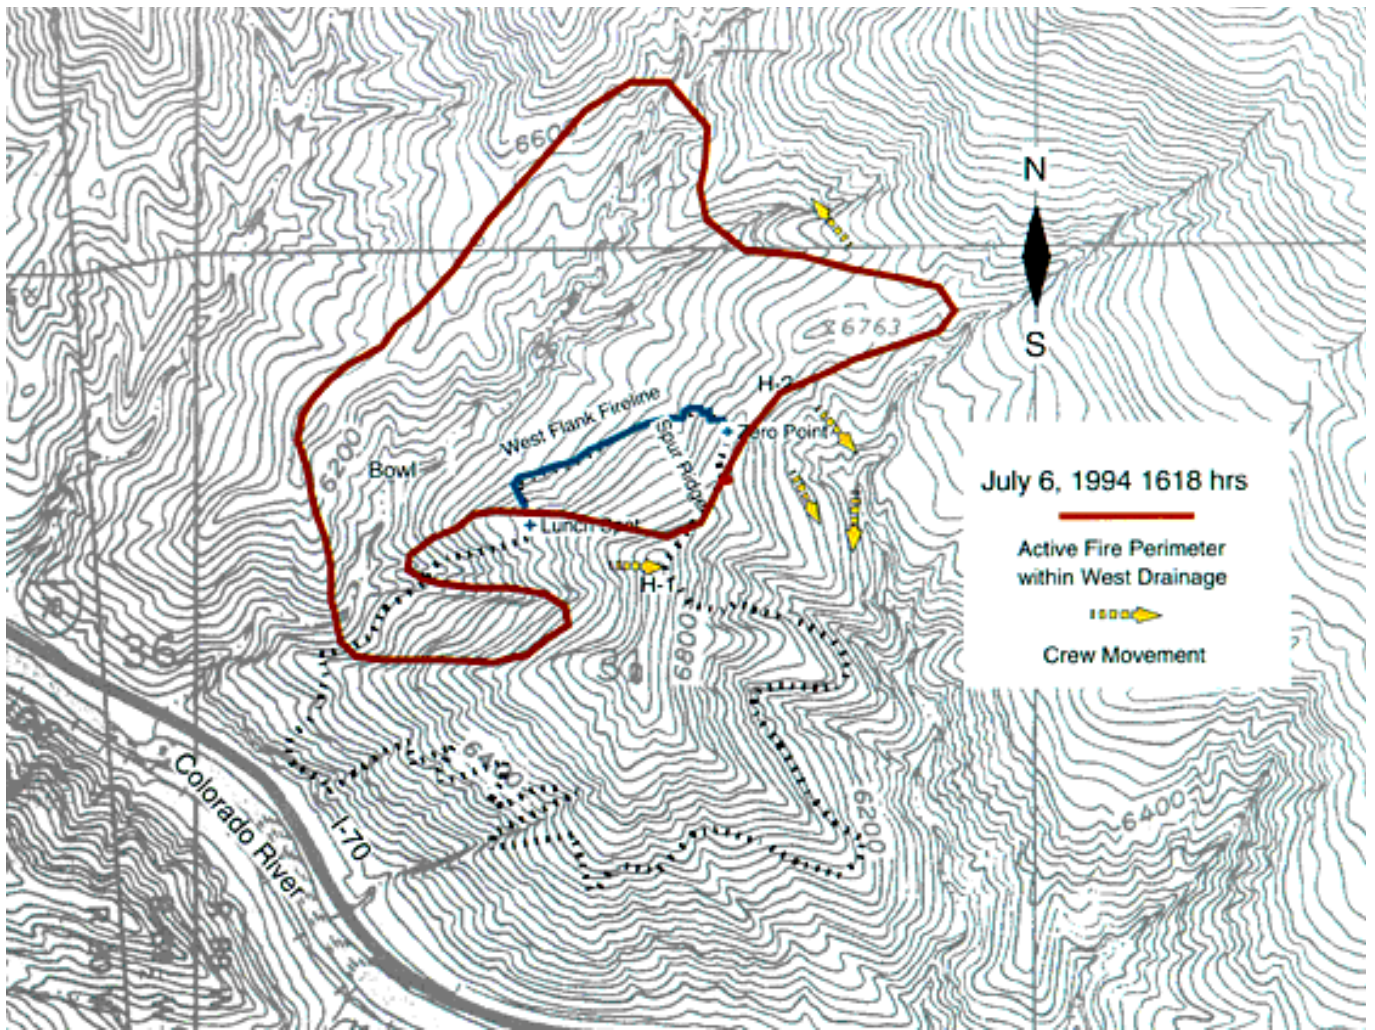 N
6763
S
H-2
West Flank Fireline
Zero Point
Spur Ridge
6200
Bowl
Lunch Spot
July 6, 1994 1618 hrs
Active Fire Perimeter
within West Drainage
Crew Movement
H-1
36
6800
6400
6200
6400
Colorado River
I-70